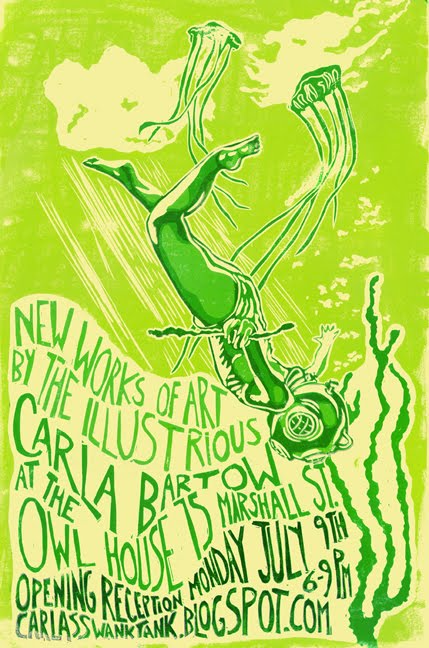 NEW WORKS OF ART
BY THE ILLUSTRIOUS
CARLA BARTOW
AT THE
OWL HOUSE 75 MARSHALL ST.
OPENING RECEPTION MONDAY JULY 9TH
6-9 PM
CARLASSWANKTANK.BLOGSPOT.COM